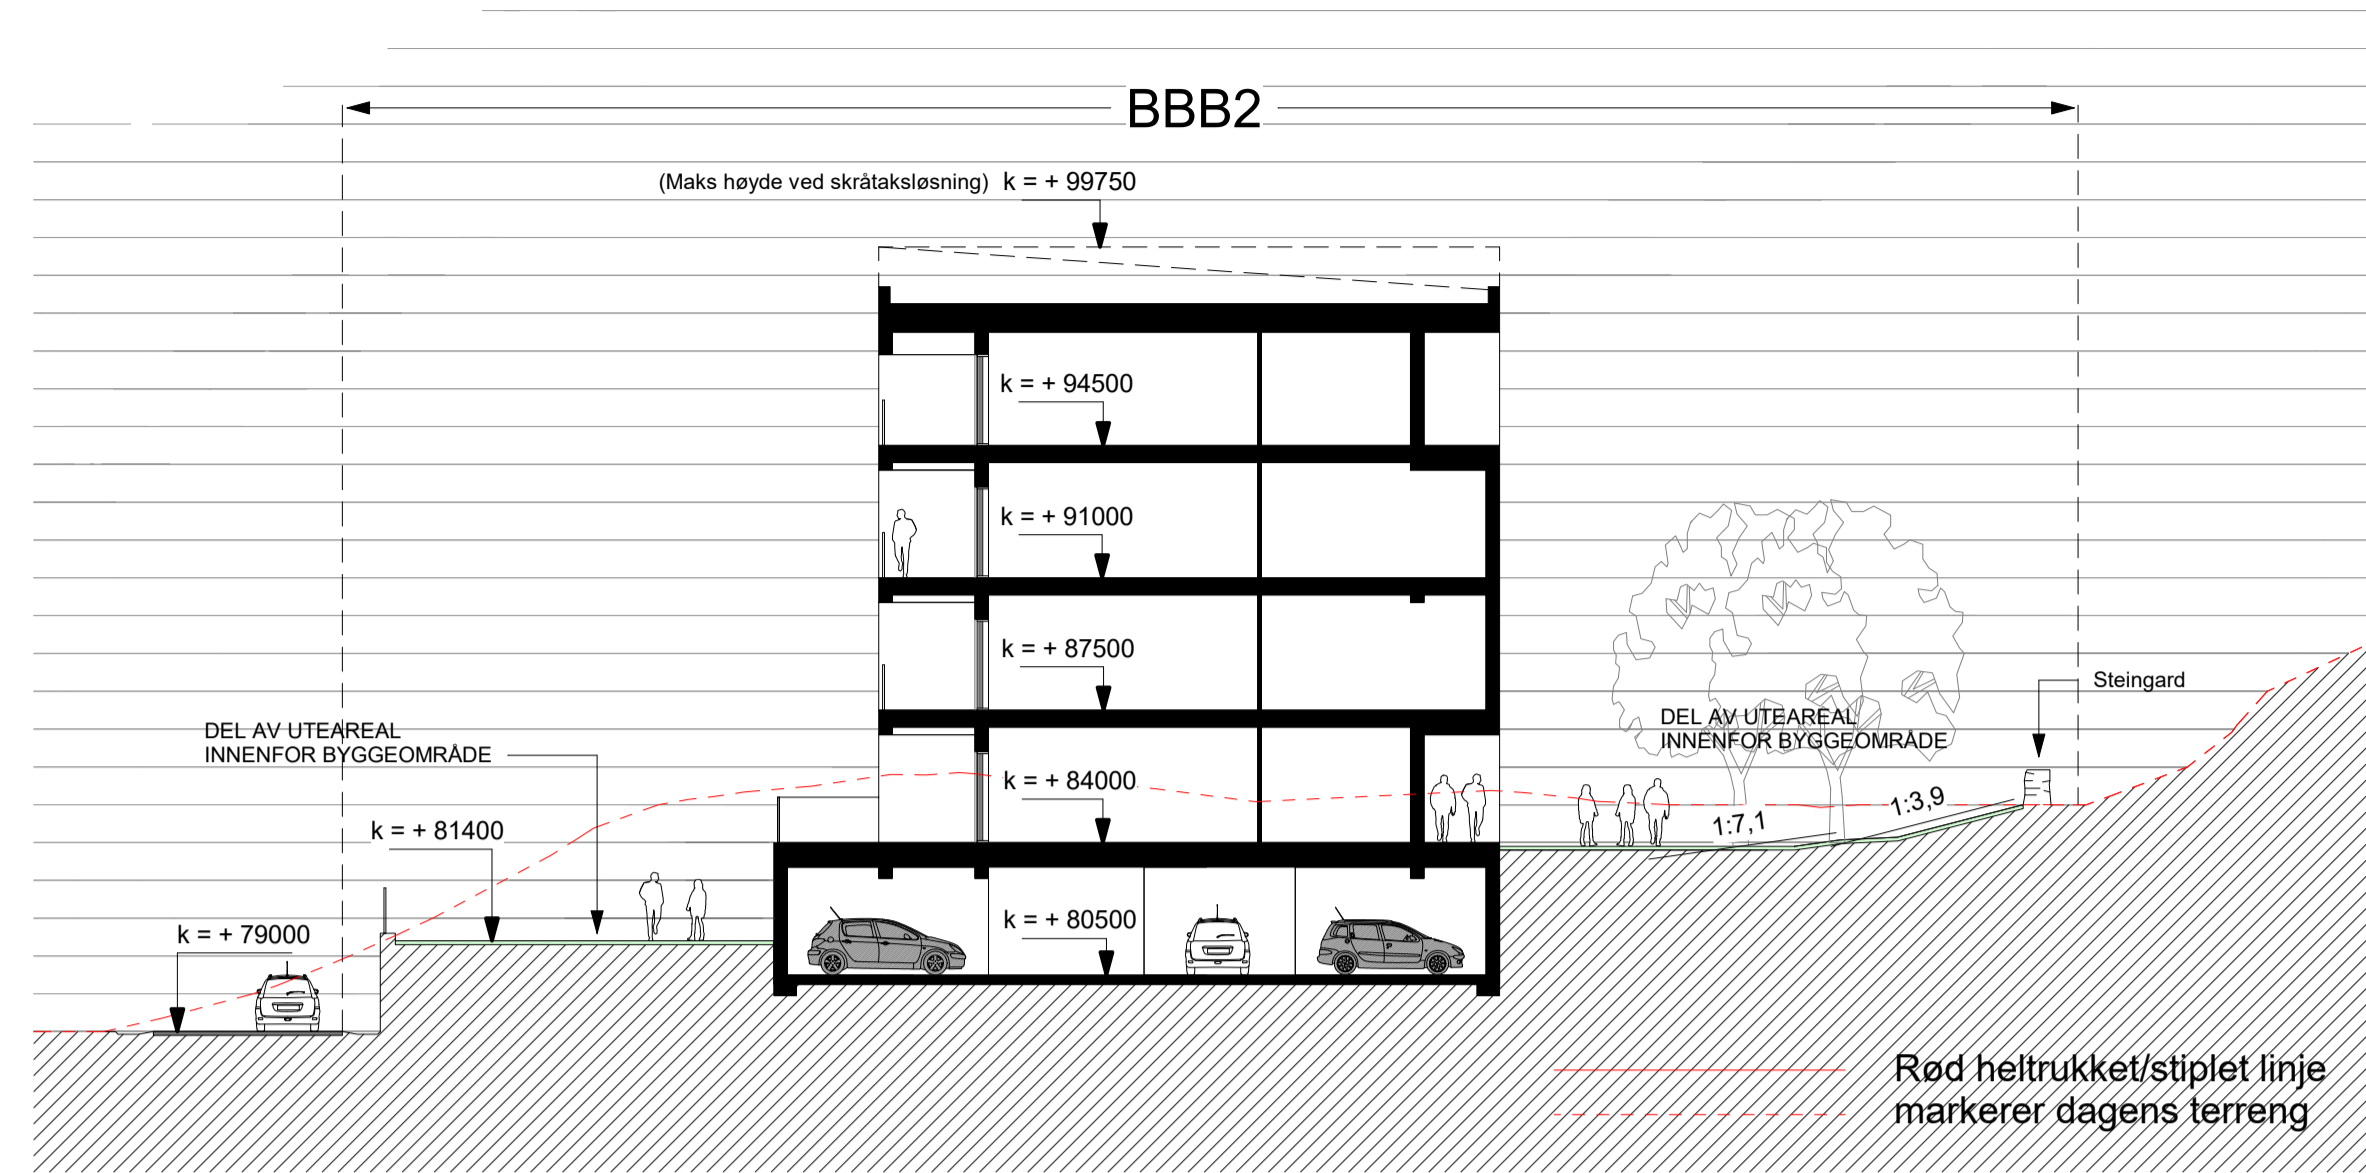 BBB2
(Maks høyde ved skråtaksløsning) k = + 99750
k = + 94500
k = + 91000
k = + 87500
Steingard
DEL AV UTEAREAL
INNENFOR BYGGEOMRÅDE
DEL AV UTEAREAL
INNENFOR BYGGEOMRÅDE
k = + 84000
1:3,9
1:7,1
k = + 81400
k = + 80500
k = + 79000
Rød heltrukket/stiplet linje
markerer dagens terreng